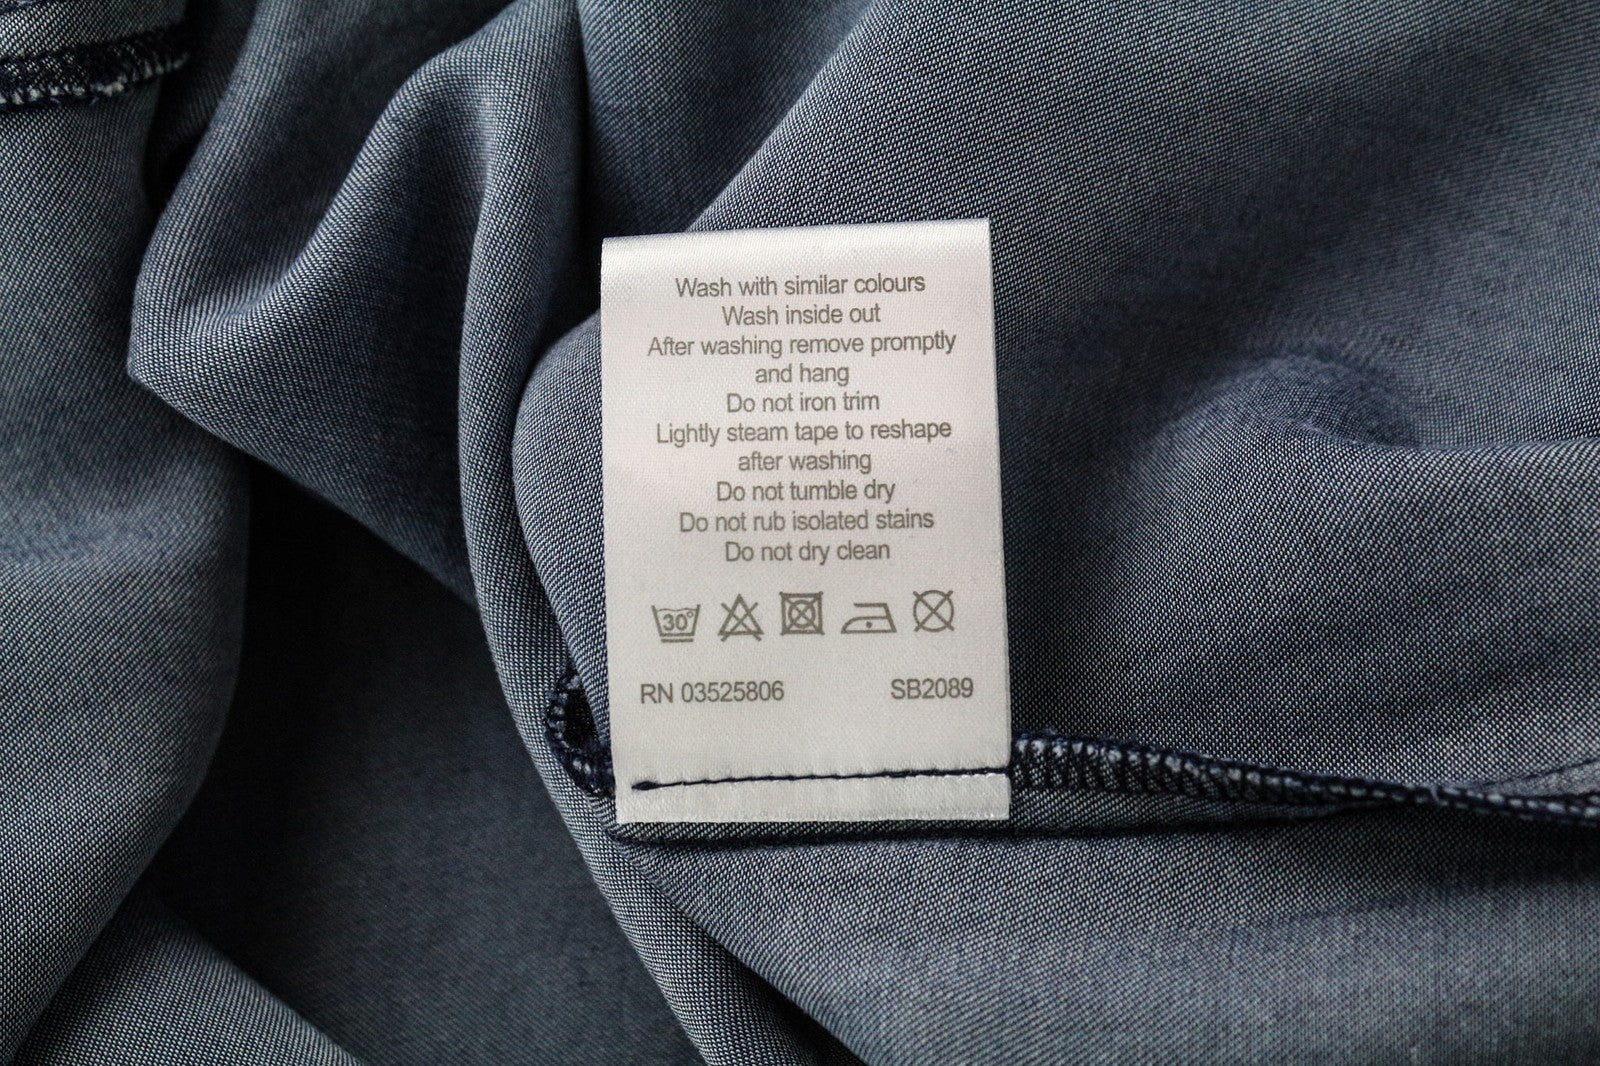 Wash with similar colours
Wash inside out
After washing remove promptly
and hang
Do not iron trim
Lightly steam tape to reshape
after washing
Do not tumble dry
Do not rub isolated stains
Do not dry clean
30°
RN 03525806 SB2089